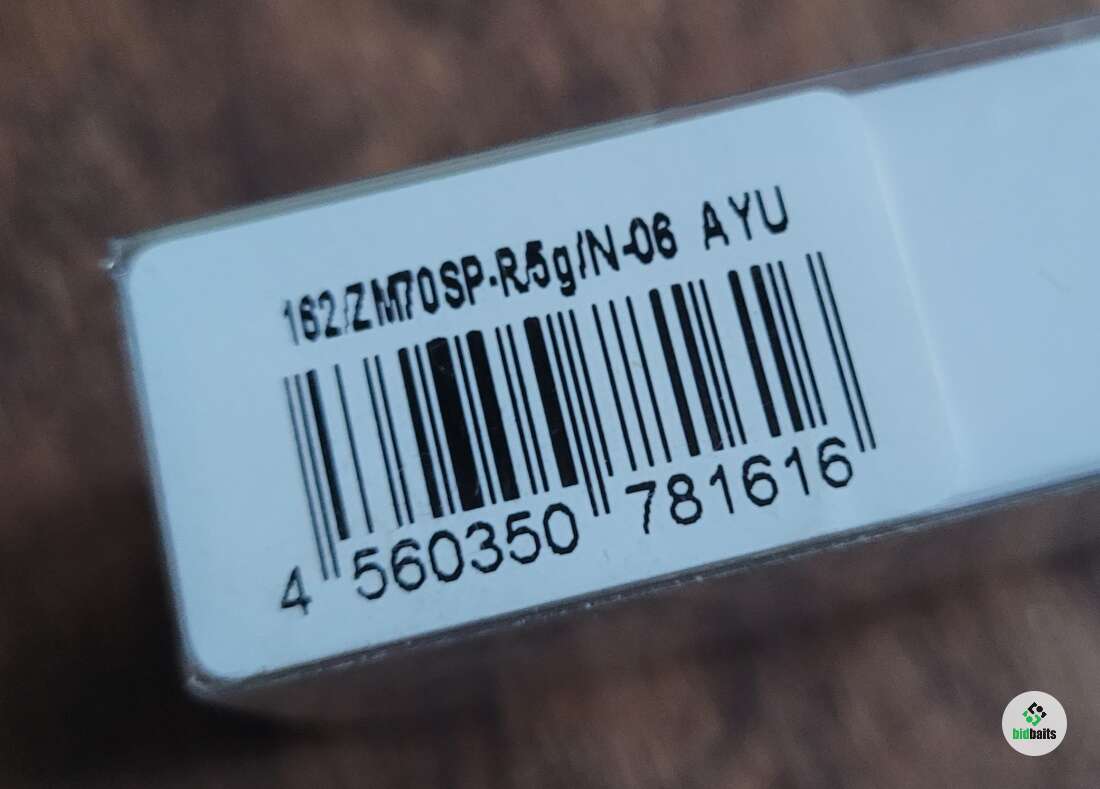 162/ZM70SP-R/5g/N-06 AYU
4 560350 781616
bidbaits